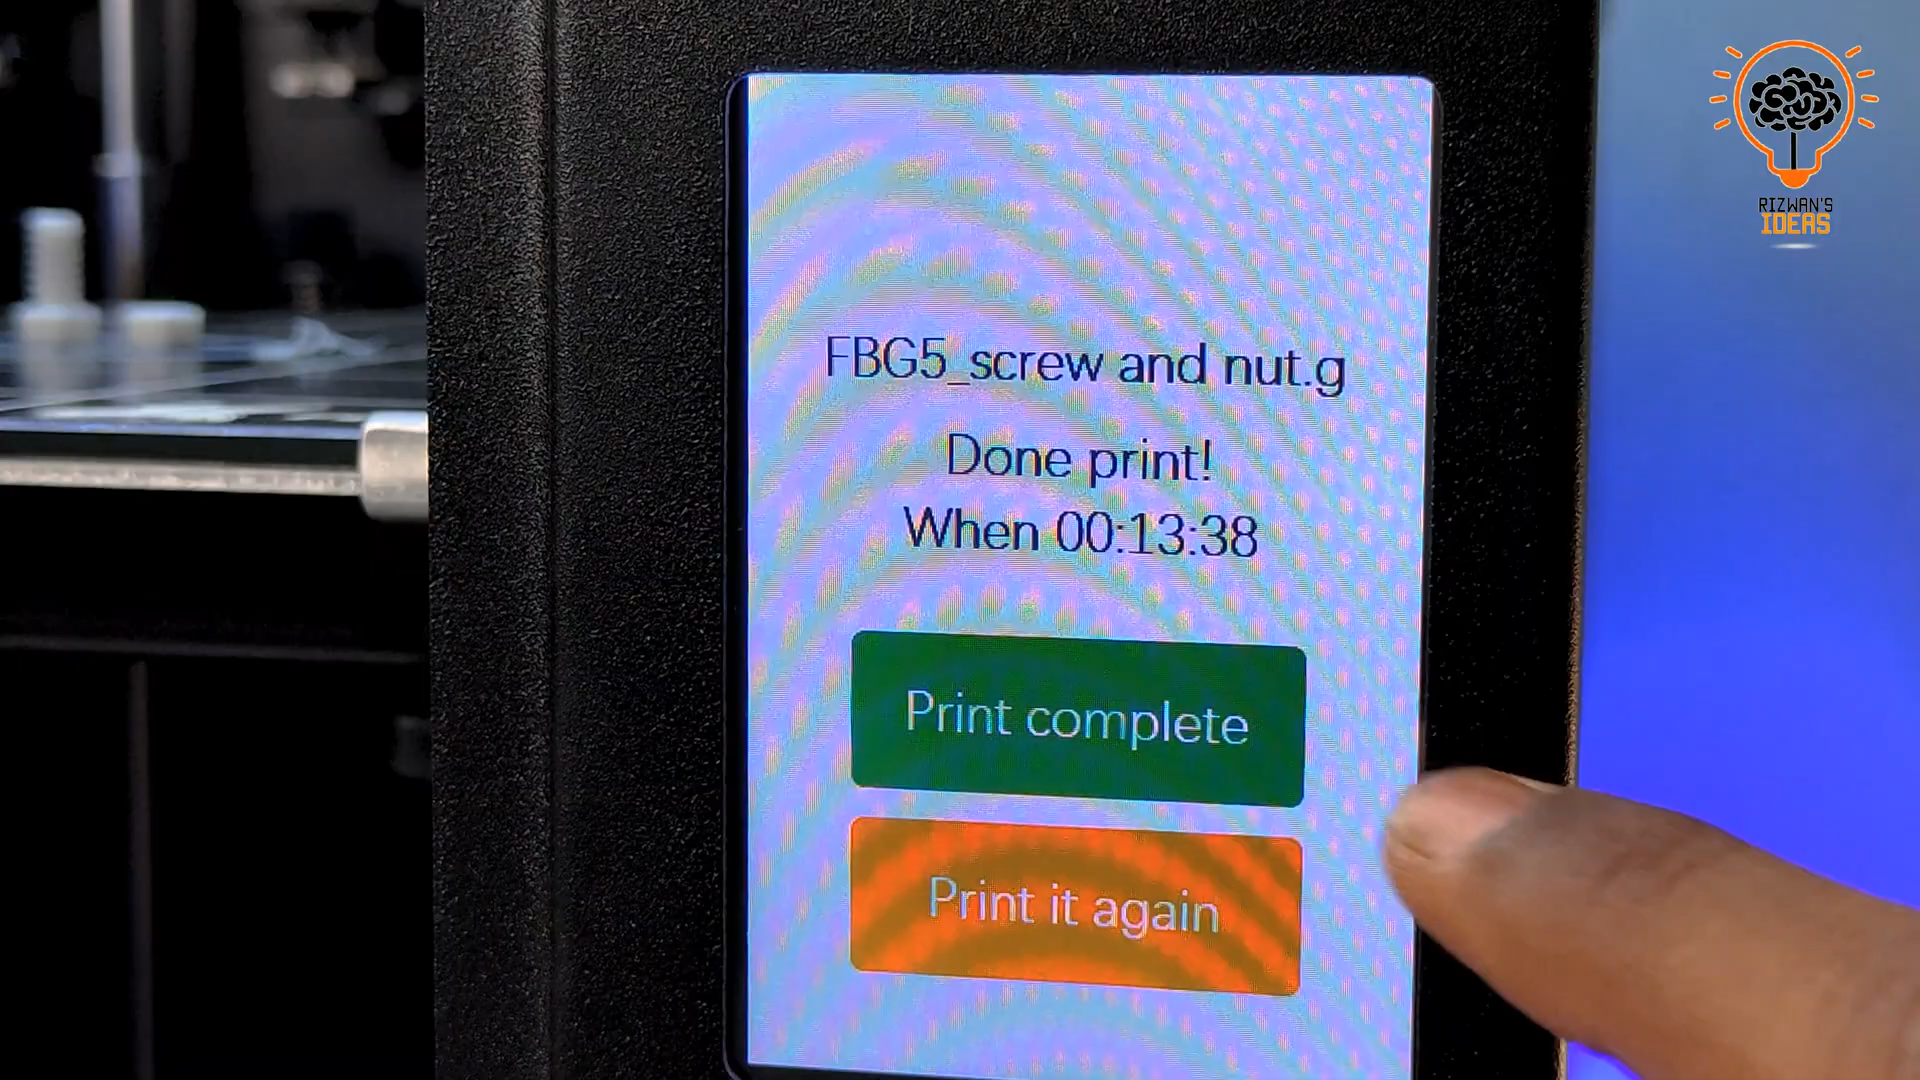 RIZWAN'S
IDEAS
FBG5_screw and nut.g
Done print!
When 00:13:38
Print complete
Print it again